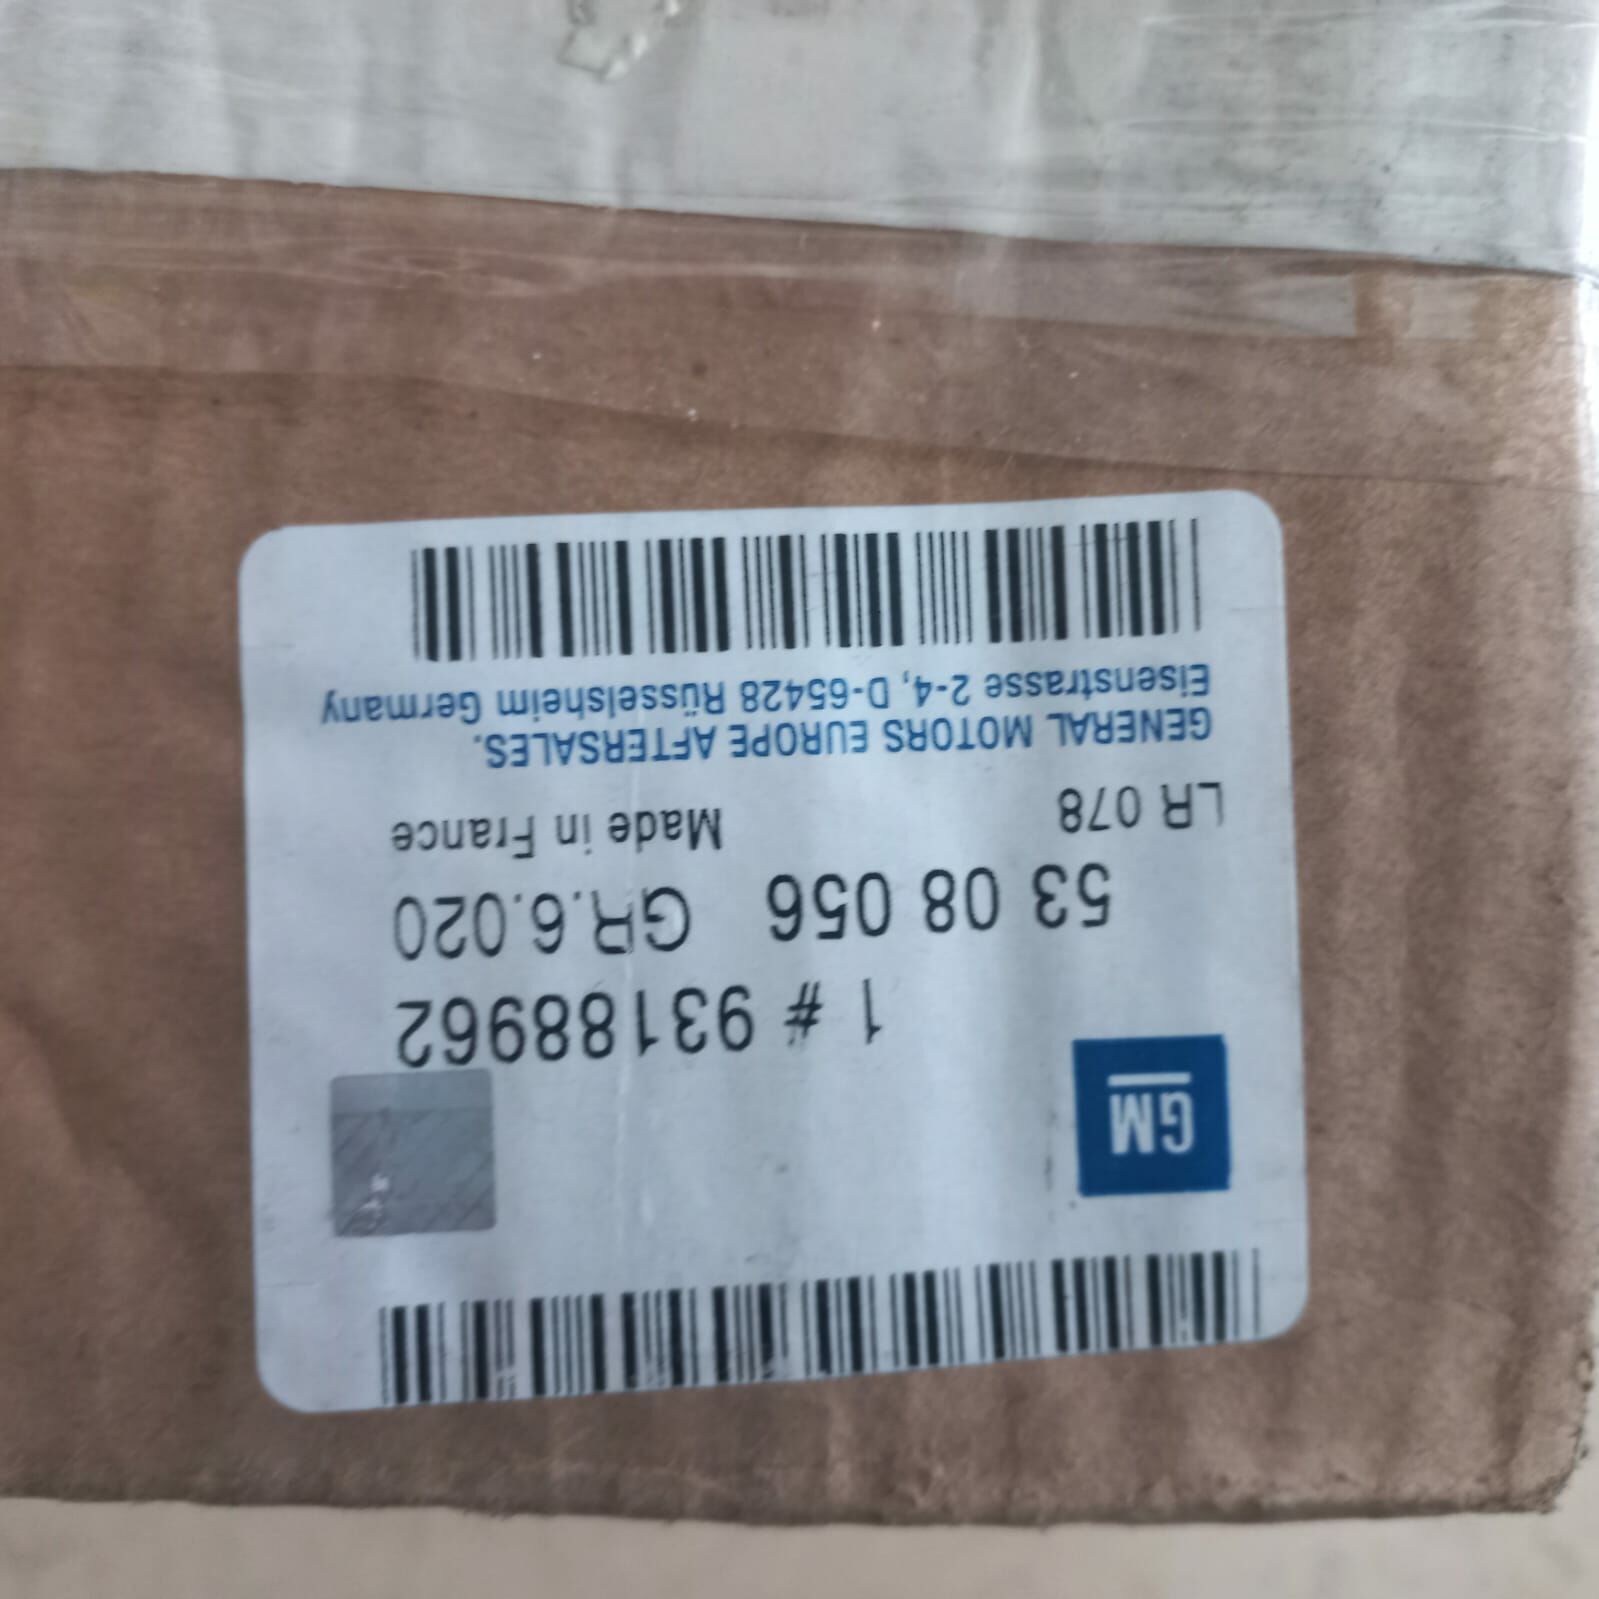 GM
1 # 93188962
53 08 056 GR.6.020
LR 078 Made in France
GENERAL MOTORS EUROPE AFTERSALES.
Eisenstrasse 2-4, D-65428 Rüsselsheim Germany